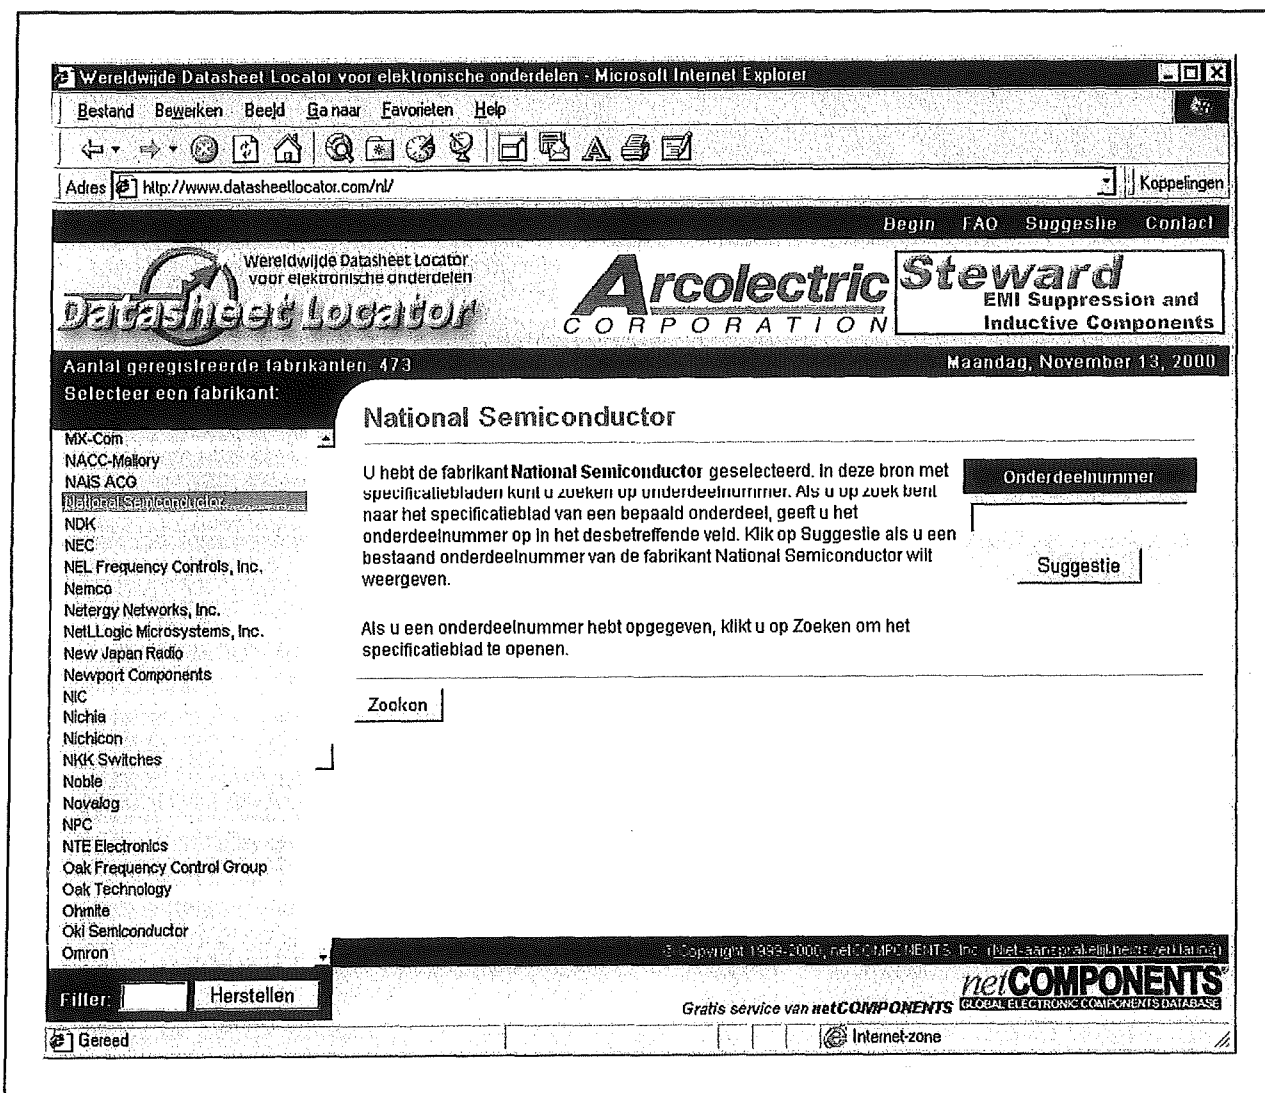 Wereldwijde Datasheet Locator voor elektronische onderdelen - Microsoft Internet Explorer
Bestand Bewerken Beeld Ga naar Favorieten Help
Adres http://www.datasheetlocator.com/nl/ Koppelingen
Begin FAQ Suggestie Contact
Wereldwijde Datasheet Locator
voor elektronische onderdelen
Datasheet Locator
Arcolectric
CORPORATION
Steward
EMI Suppression and
Inductive Components
Aantal geregistreerde fabrikanten: 473 Maandag, November 13, 2000
Selecteer een fabrikant:
MX-Com
NACC-Mallory
NAIS ACG
National Semiconductor
NDK
NEC
NEL Frequency Controls, Inc.
Nemco
Netergy Networks, Inc.
NetLLogic Microsystems, Inc.
New Japan Radio
Newport Components
NIC
Nichia
Nichicon
NKK Switches
Noble
Novalog
NPC
NTE Electronics
Oak Frequency Control Group
Oak Technology
Ohmite
Oki Semiconductor
Omron
Filter: Herstellen
National Semiconductor
U hebt de fabrikant National Semiconductor geselecteerd. In deze bron met
specificatiebladen kunt u zoeken op onderdeelnummer. Als u op zoek bent
naar het specificatieblad van een bepaald onderdeel, geeft u het
onderdeelnummer op in het desbetreffende veld. Klik op Suggestie als u een
bestaand onderdeelnummer van de fabrikant National Semiconductor wilt
weergeven.
Als u een onderdeelnummer hebt opgegeven, klikt u op Zoeken om het
specificatieblad te openen.
Onderdeelnummer
Suggestie
Zoeken
© Copyright 1999-2000, netCOMPONENTS, Inc. (Niet-aansprakelijkheidsverklaring)
Gratis service van netCOMPONENTS
netCOMPONENTS®
GLOBAL ELECTRONIC COMPONENTS DATABASE
Gereed Internet-zone